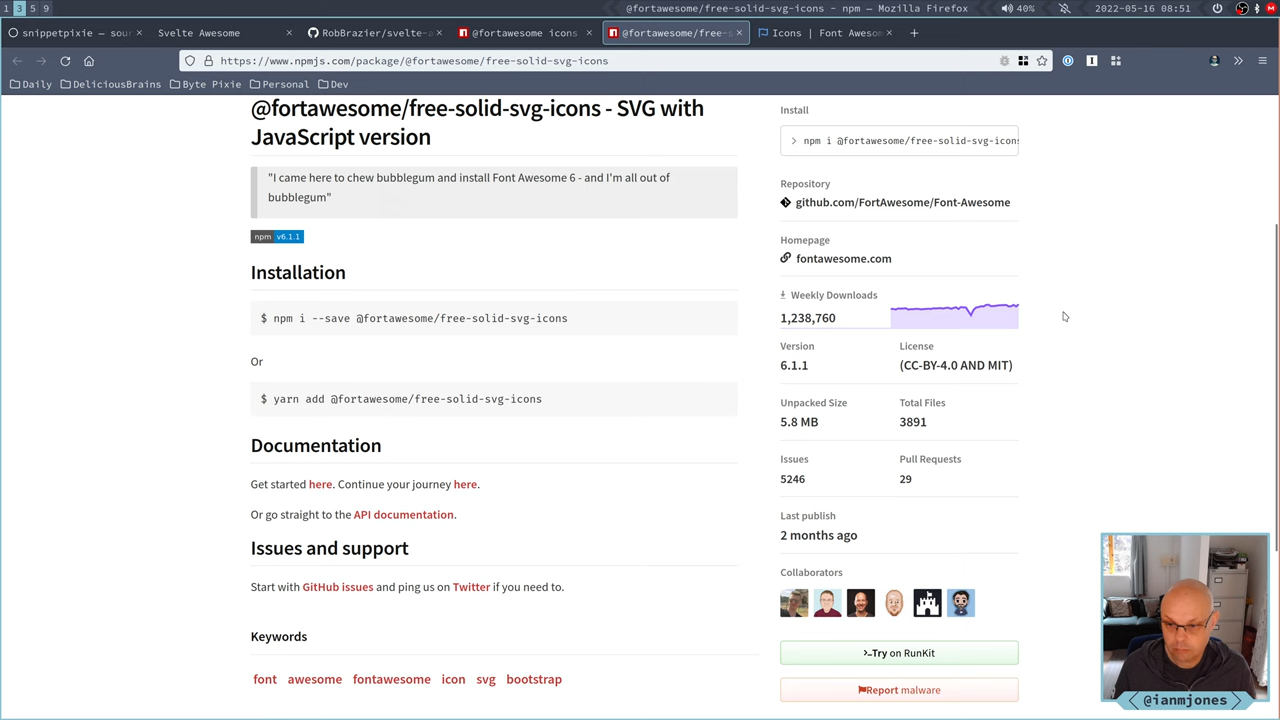 1 3 5 9
@fortawesome/free-solid-svg-icons - npm — Mozilla Firefox
40%
2022-05-16 08:51
snippetpixie — sour
Svelte Awesome
RobBrazier/svelte-a
@fortawesome icons
@fortawesome/free-s
Icons | Font Awesom
https://www.npmjs.com/package/@fortawesome/free-solid-svg-icons
Daily
DeliciousBrains
Byte Pixie
Personal
Dev
@fortawesome/free-solid-svg-icons - SVG with
JavaScript version
"I came here to chew bubblegum and install Font Awesome 6 - and I'm all out of
bubblegum"
npm v6.1.1
Installation
$ npm i --save @fortawesome/free-solid-svg-icons
Or
$ yarn add @fortawesome/free-solid-svg-icons
Documentation
Get started here. Continue your journey here.
Or go straight to the API documentation.
Issues and support
Start with GitHub issues and ping us on Twitter if you need to.
Keywords
font awesome fontawesome icon svg bootstrap
Install
> npm i @fortawesome/free-solid-svg-icons
Repository
github.com/FortAwesome/Font-Awesome
Homepage
fontawesome.com
Weekly Downloads
1,238,760
Version
License
6.1.1
(CC-BY-4.0 AND MIT)
Unpacked Size
Total Files
5.8 MB
3891
Issues
Pull Requests
5246
29
Last publish
2 months ago
Collaborators
Try on RunKit
Report malware
@ianmjones